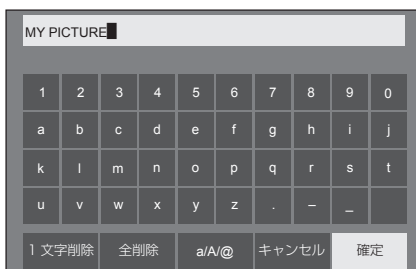 MY PICTURE
1 2 3 4 5 6 7 8 9 0
a b c d e f g h i j
k l m n o p q r s t
u v w x y z . – _
1文字削除 全削除 a/A/@ キャンセル 確定